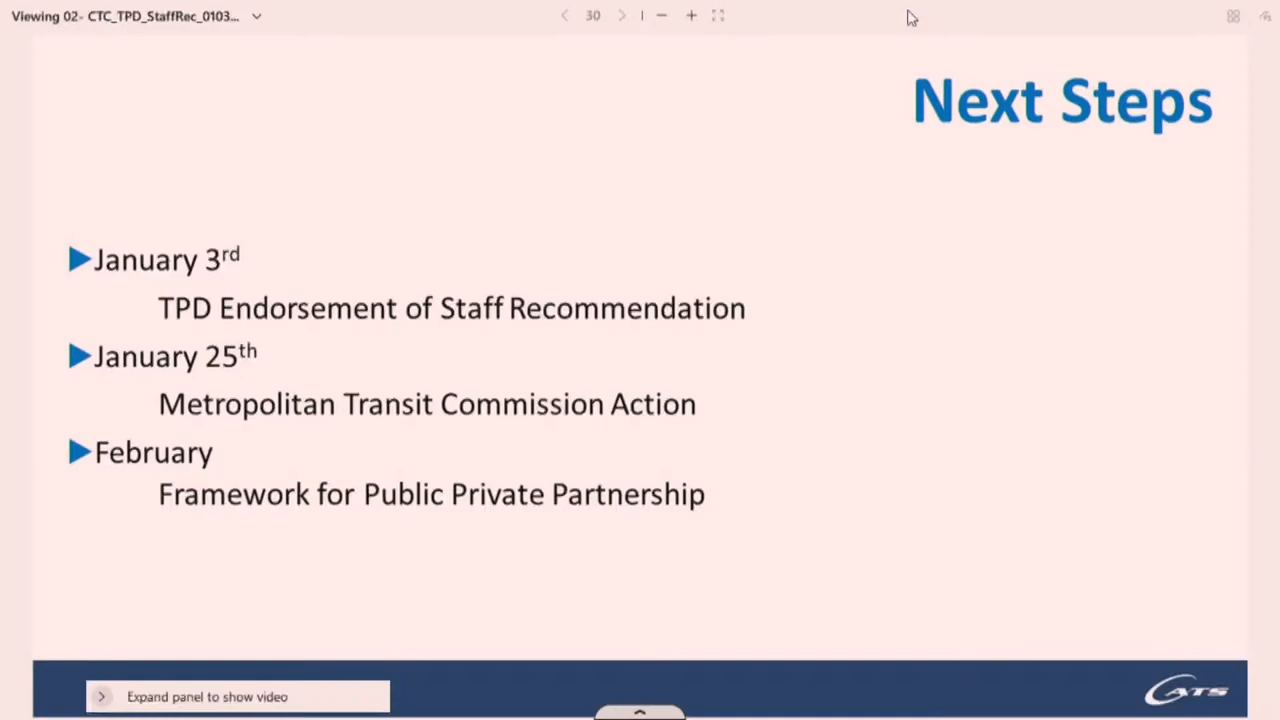 Viewing 02- CTC_TPD_StaffRec_0103...
30
Next Steps
January 3rd
TPD Endorsement of Staff Recommendation
January 25th
Metropolitan Transit Commission Action
February
Framework for Public Private Partnership
Expand panel to show video
CATS